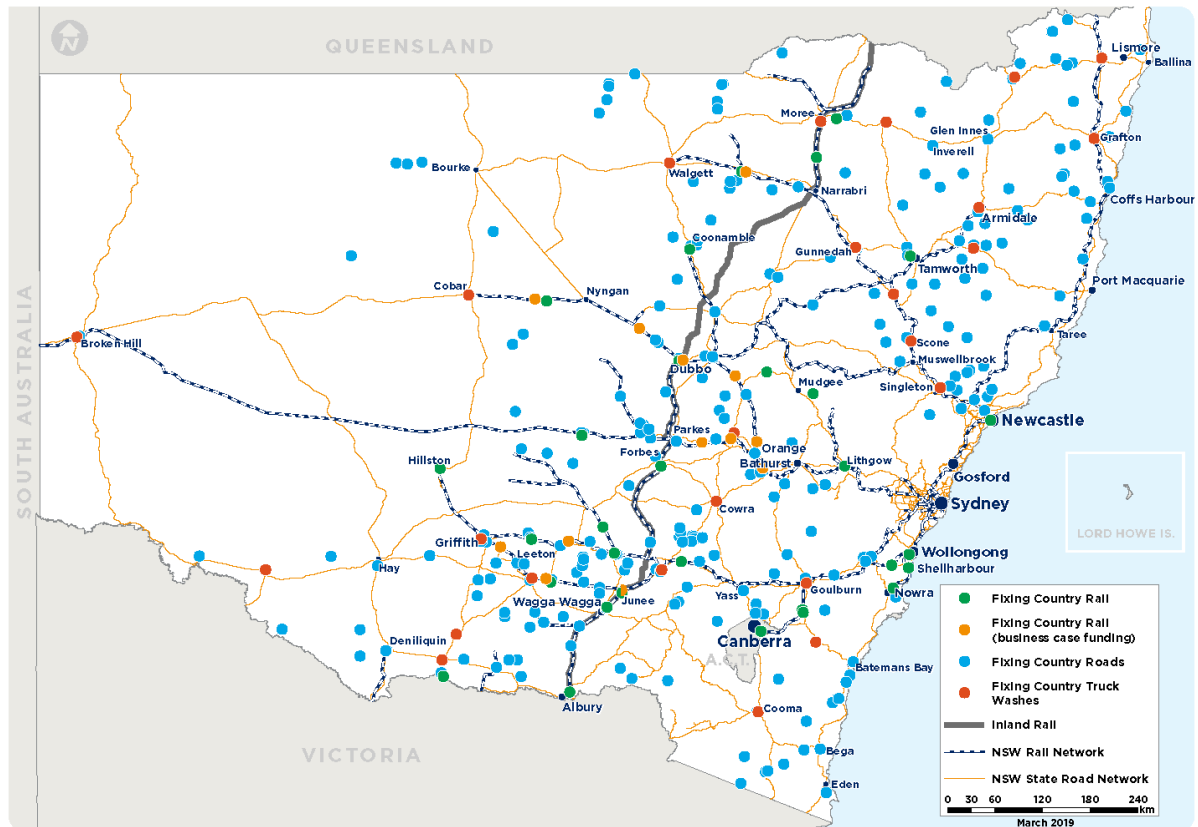 N
QUEENSLAND
Lismore
Ballina
Moree
Glen Innes
Inverell
Grafton
Bourke
Walgett
Narrabri
Coffs Harbour
Armidale
Coonamble
Gunnedah
Tamworth
Port Macquarie
Cobar
Nyngan
SOUTH AUSTRALIA
Broken Hill
Taree
Scone
Muswellbrook
Dubbo
Mudgee
Singleton
Newcastle
Parkes
Orange
Forbes
Bathurst
Lithgow
Hillston
Gosford
Sydney
Cowra
LORD HOWE IS.
Griffith
Leeton
Wollongong
Shellharbour
Hay
Goulburn
Yass
Nowra
Wagga Wagga
Junee
Deniliquin
Canberra
A.C.T.
Batemans Bay
Albury
Cooma
VICTORIA
Bega
Eden
Fixing Country Rail
Fixing Country Rail
(business case funding)
Fixing Country Roads
Fixing Country Truck
Washes
Inland Rail
NSW Rail Network
NSW State Road Network
0 30 60 120 180 240
km
March 2019